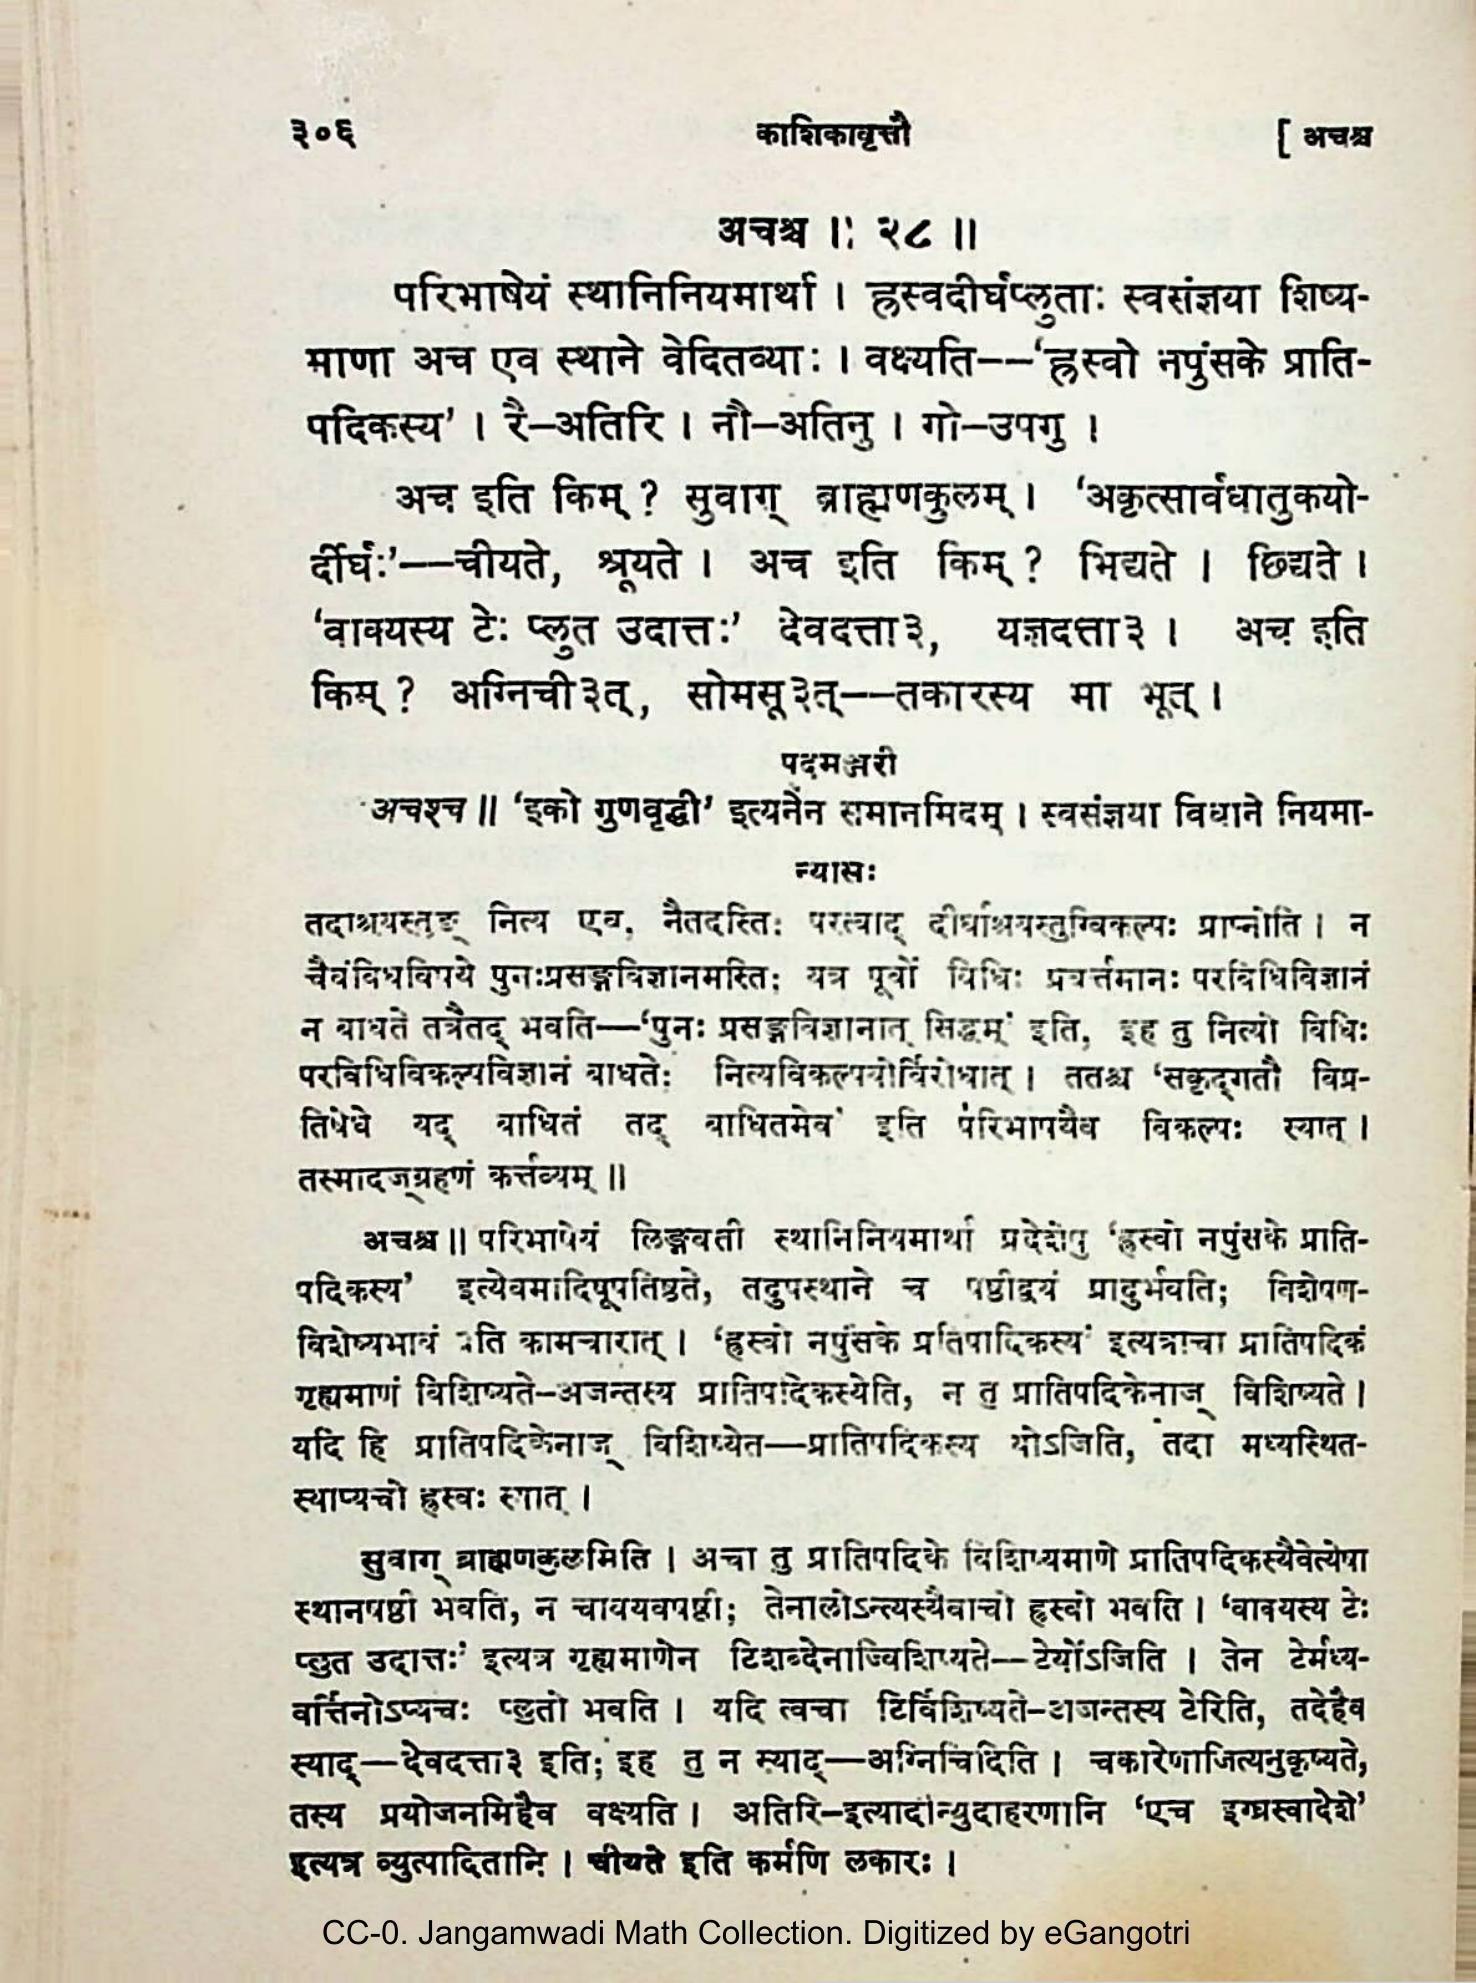 ३०६ काशिकावृत्तौ [ अचश्च
अचश्च ॥ २८ ॥
परिभाषेयं स्थानिनियमार्था । ह्रस्वदीर्घप्लुताः स्वसंज्ञया शिष्य-
माणा अच एव स्थाने वेदितव्याः । वक्ष्यति--‘ह्रस्वो नपुंसके प्राति-
पदिकस्य’ । रै–अतिरि । नौ–अतिनु । गो–उपगु ।
अच इति किम् ? सुवाग् ब्राह्मणकुलम् । ‘अकृत्सार्वधातुकयो-
र्दीर्घः’--चीयते, श्रूयते । अच इति किम् ? भिद्यते । छिद्यते ।
‘वाक्यस्य टेः प्लुत उदात्तः’ देवदत्ता३, यज्ञदत्ता३ । अच इति
किम् ? अग्निची३त्, सोमसू३त्--तकारस्य मा भूत् ।
पदमञ्जरी
अचश्च ॥ ‘इको गुणवृद्धी’ इत्यनेन समानमिदम् । स्वसंज्ञया विधाने नियमा-
न्यासः
तदाश्रयस्तुङ् नित्य एव, नैतदस्ति; परत्वाद् दीर्घाश्रयस्तुग्विकल्पः प्राप्नोति । न
चैवंविधविषये पुनःप्रसङ्गविज्ञानमस्ति; यत्र पूर्वो विधिः प्रवर्त्तमानः परविधिविज्ञानं
न बाधते तत्रैतद् भवति—‘पुनः प्रसङ्गविज्ञानात् सिद्धम्’ इति, इह तु नित्यो विधिः
परविधिविकल्पविज्ञानं बाधते; नित्यविकल्पयोर्विरोधात् । ततश्च ‘सकृद्गतौ विप्र-
तिषेधे यद् बाधितं तद् बाधितमेव’ इति परिभाषयैव विकल्पः स्यात् ।
तस्मादज्ग्रहणं कर्त्तव्यम् ॥
अचश्च ॥ परिभाषेयं लिङ्गवती स्थानिनियमार्था प्रदेशेषु ‘ह्रस्वो नपुंसके प्राति-
पदिकस्य’ इत्येवमादिषूपतिष्ठते, तदुपस्थाने च षष्ठीद्वयं प्रादुर्भवति; विशेषण-
विशेष्यभावं प्रति कामचारात् । ‘ह्रस्वो नपुंसके प्रतिपादिकस्य’ इत्यत्राचा प्रातिपदिकं
गृह्यमाणं विशिष्यते–अजन्तस्य प्रातिपदिकस्येति, न तु प्रातिपदिकेनाज् विशिष्यते ।
यदि हि प्रातिपदिकेनाज् विशिष्येत—प्रातिपदिकस्य योऽजिति, तदा मध्यस्थित-
स्थाप्यचो ह्रस्वः स्यात् ।
सुवाग् ब्राह्मणकुलमिति । अचा तु प्रातिपदिके विशिष्यमाणे प्रातिपदिकस्यैवेत्येषा
स्थानषष्ठी भवति, न चावयवषष्ठी; तेनालोऽन्त्यस्यैवाचो ह्रस्वो भवति । ‘वाक्यस्य टेः
प्लुत उदात्तः’ इत्यत्र गृह्यमाणेन टिशब्देनाज्विशिष्यते--टेर्योऽजिति । तेन टेर्मध्य-
वर्त्तिनोऽप्यचः प्लुतो भवति । यदि त्वचा टिर्विशिष्यते–अजन्तस्य टेरिति, तदेहैव
स्याद्—देवदत्ता३ इति; इह तु न स्याद्—अग्निचिदिति । चकारेणाजित्यनुकृष्यते,
तस्य प्रयोजनमिहैव वक्ष्यति । अतिरि–इत्यादीन्युदाहरणानि ‘एच इग्घ्रस्वादेशे’
इत्यत्र व्युत्पादितानि । चीयते इति कर्मणि लकारः ।
CC-0. Jangamwadi Math Collection. Digitized by eGangotri